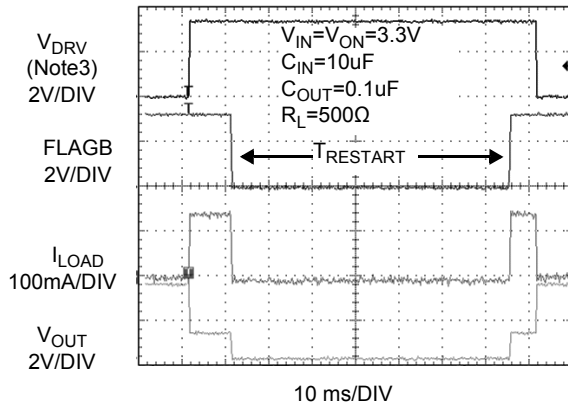 V_DRV
(Note3)
2V/DIV
V_IN=V_ON=3.3V
C_IN=10uF
C_OUT=0.1uF
R_L=500Ω
T
T
FLAGB
2V/DIV
T_RESTART
I_LOAD
100mA/DIV
V_OUT
2V/DIV
10 ms/DIV